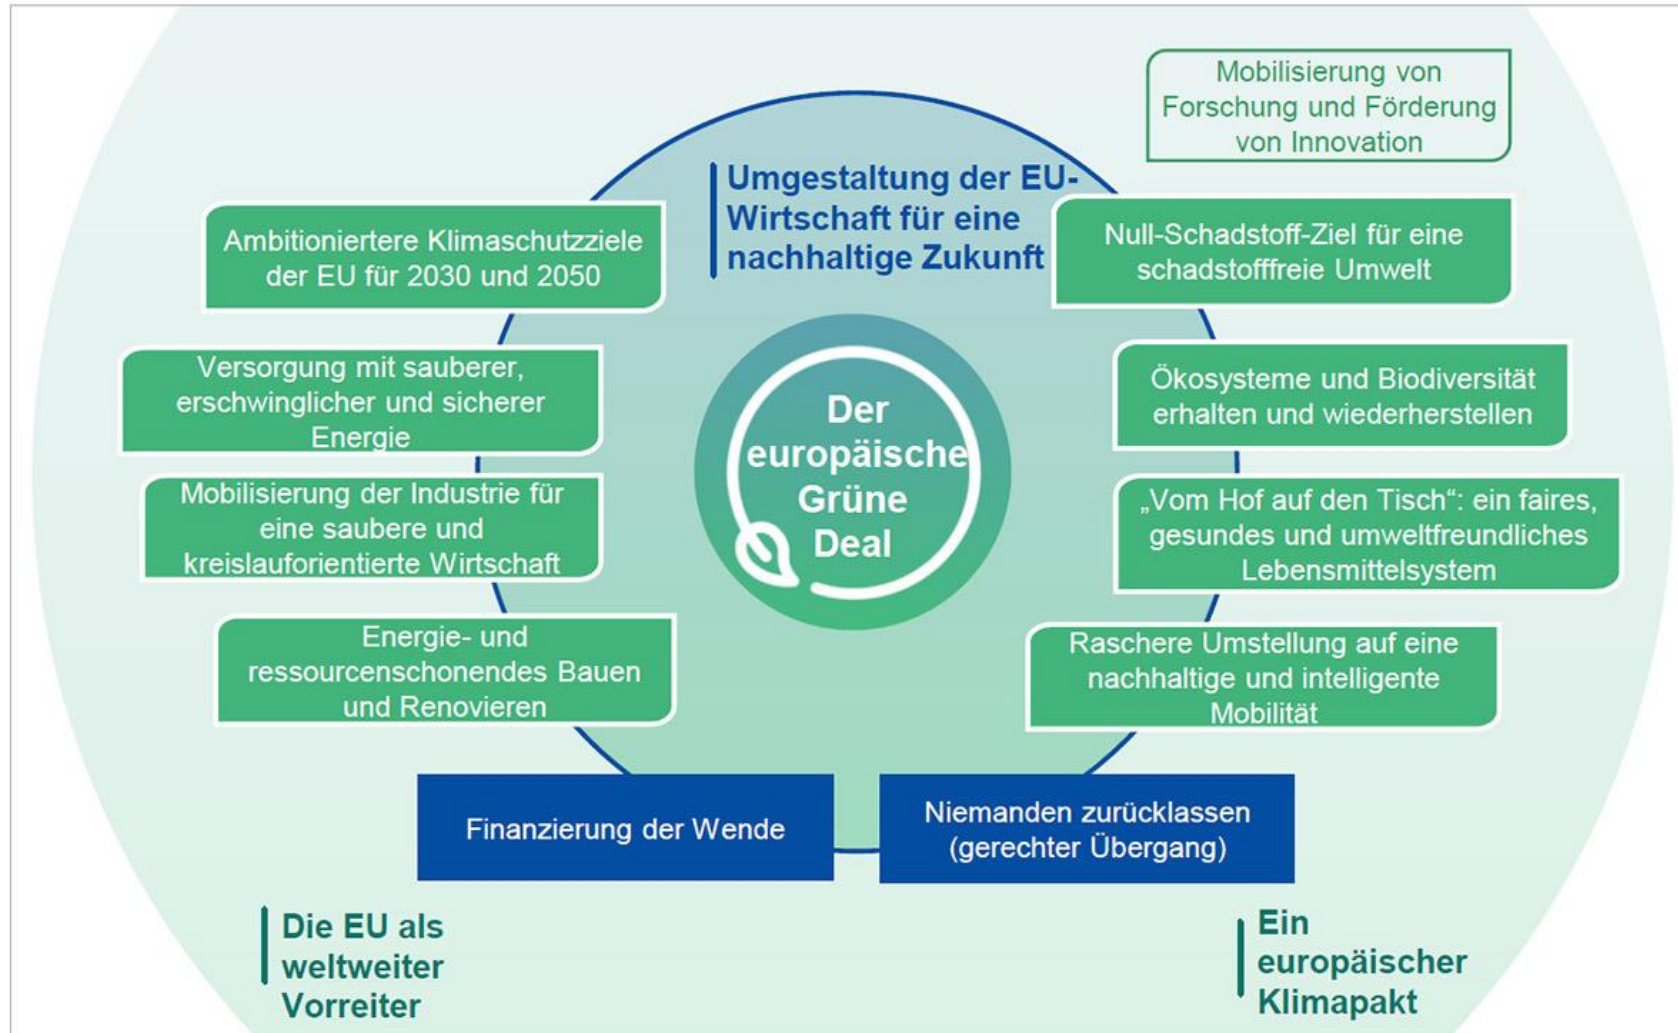 Mobilisierung von
Forschung und Förderung
von Innovation
Umgestaltung der EU-
Wirtschaft für eine
nachhaltige Zukunft
Ambitioniertere Klimaschutzziele
der EU für 2030 und 2050
Versorgung mit sauberer,
erschwinglicher und sicherer
Energie
Mobilisierung der Industrie für
eine saubere und
kreislauforientierte Wirtschaft
Energie- und
ressourcenschonendes Bauen
und Renovieren
Der
europäische
Grüne
Deal
Null-Schadstoff-Ziel für eine
schadstofffreie Umwelt
Ökosysteme und Biodiversität
erhalten und wiederherstellen
„Vom Hof auf den Tisch“: ein faires,
gesundes und umweltfreundliches
Lebensmittelsystem
Raschere Umstellung auf eine
nachhaltige und intelligente
Mobilität
Finanzierung der Wende
Niemanden zurücklassen
(gerechter Übergang)
Die EU als
weltweiter
Vorreiter
Ein
europäischer
Klimapakt